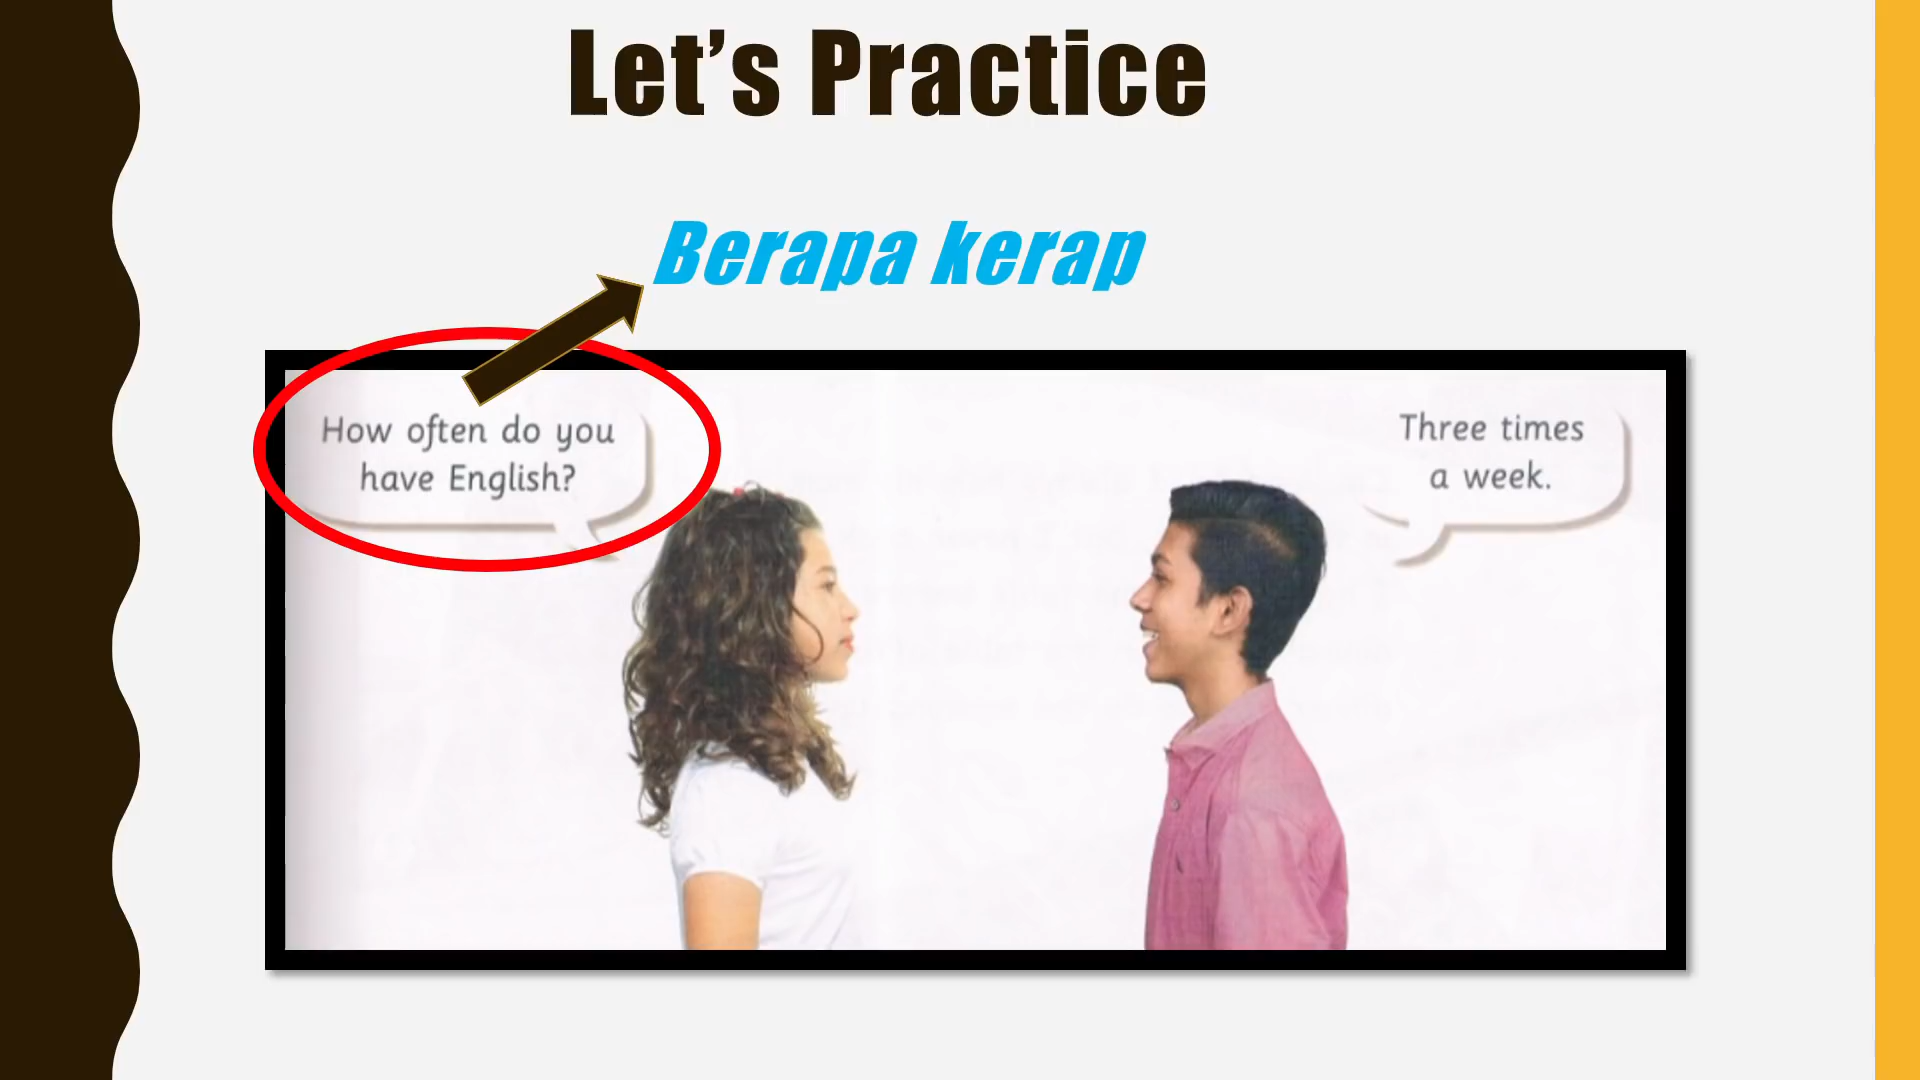 Let's Practice
Berapa kerap
How often do you
have English?
Three times
a week.